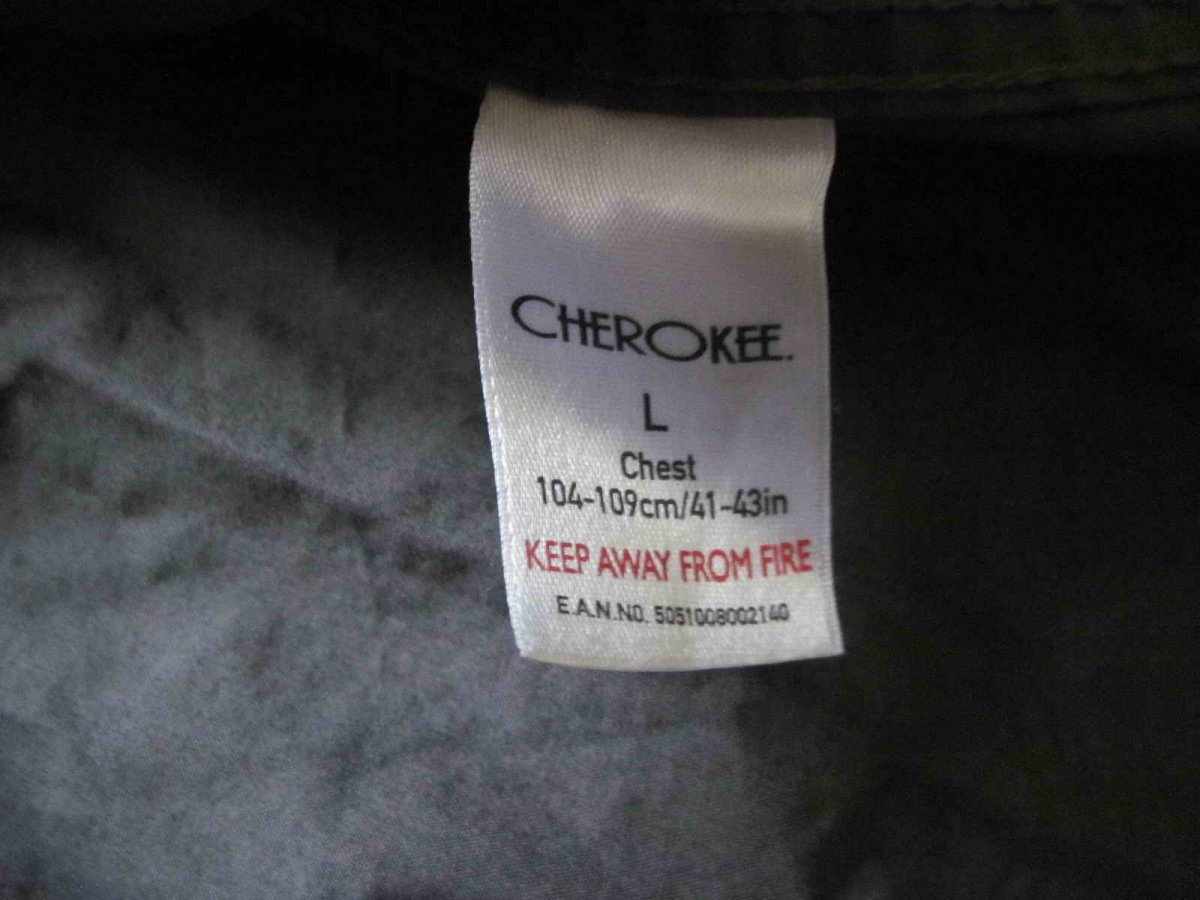 CHEROKEE.
L
Chest
104-109cm/41-43in
KEEP AWAY FROM FIRE
E.A.N.NO. 5051008002140